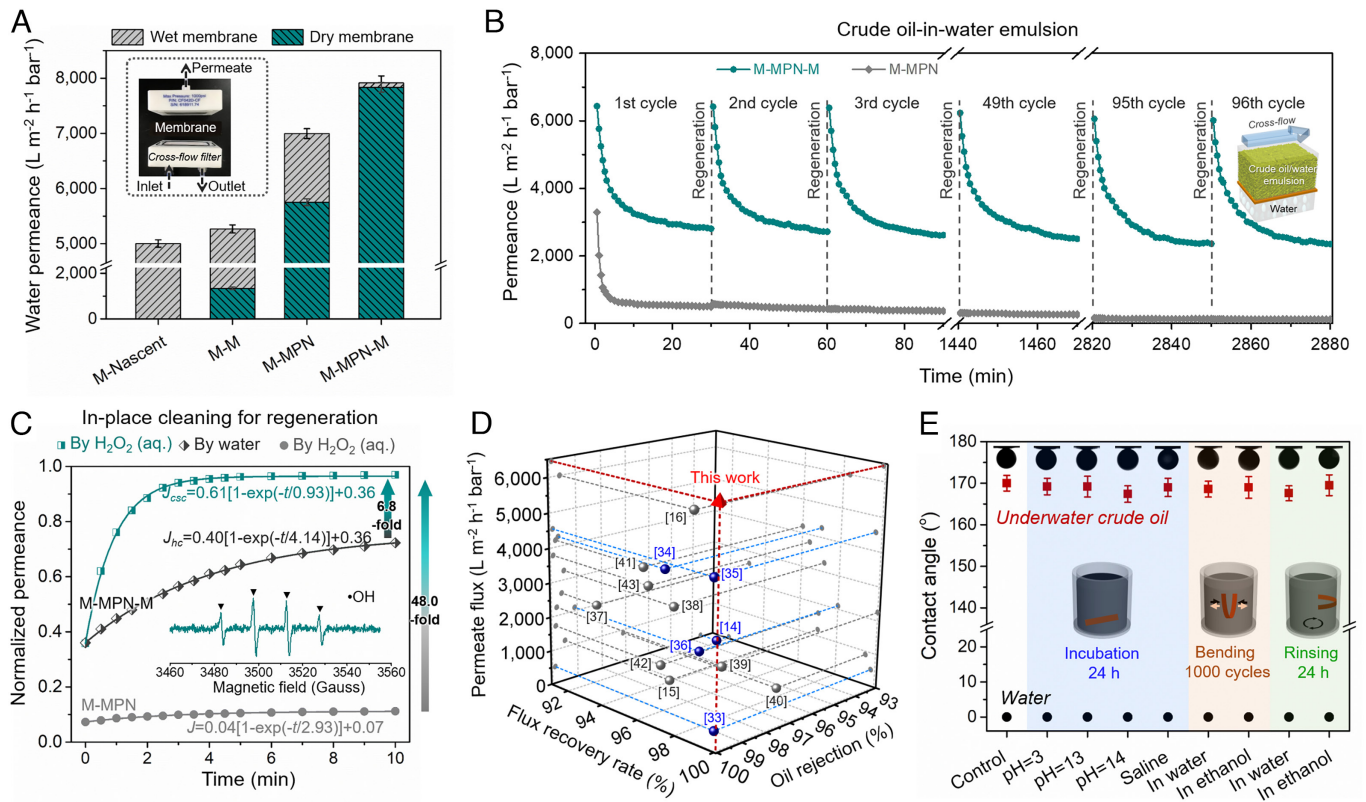 A
Wet membrane
Dry membrane
Water permeance (L m⁻² h⁻¹ bar⁻¹)
8,000
7,000
6,000
5,000
2,000
0
Permeate
Membrane
Cross-flow filter
Inlet
Outlet
M-Nascent
M-M
M-MPN
M-MPN-M
B
Crude oil-in-water emulsion
M-MPN-M
M-MPN
Permeance (L m⁻² h⁻¹ bar⁻¹)
8,000
6,000
4,000
2,000
0
1st cycle
2nd cycle
3rd cycle
49th cycle
95th cycle
96th cycle
Regeneration
Regeneration
Regeneration
Regeneration
Regeneration
Cross-flow
Crude oil/water
emulsion
Water
0 20 40 60 80 1440 1460 2820 2840 2860 2880
Time (min)
C
In-place cleaning for regeneration
By H₂O₂ (aq.)
By water
By H₂O₂ (aq.)
Normalized permeance
1.0
0.8
0.6
0.4
0.2
0.0
J_csc=0.61[1-exp(-t/0.93)]+0.36
6.8
-fold
J_hc=0.40[1-exp(-t/4.14)]+0.36
M-MPN-M
•OH
48.0
-fold
3460 3480 3500 3520 3540 3560
Magnetic field (Gauss)
M-MPN
J=0.04[1-exp(-t/2.93)]+0.07
0 2 4 6 8 10
Time (min)
D
Permeate flux (L m⁻² h⁻¹ bar⁻¹)
6,000
5,000
4,000
3,000
2,000
1,000
0
This work
[16]
[34]
[41]
[35]
[43]
[37]
[38]
[14]
[36]
[42]
[39]
[15]
[40]
[33]
92 94 96 98 100
Flux recovery rate (%)
100 99 98 97 96 95 94 93
Oil rejection (%)
E
Contact angle (°)
180
170
160
150
140
20
0
Underwater crude oil
Incubation
24 h
Bending
1000 cycles
Rinsing
24 h
Water
Control
pH=3
pH=13
pH=14
Saline
In water
In ethanol
In water
In ethanol